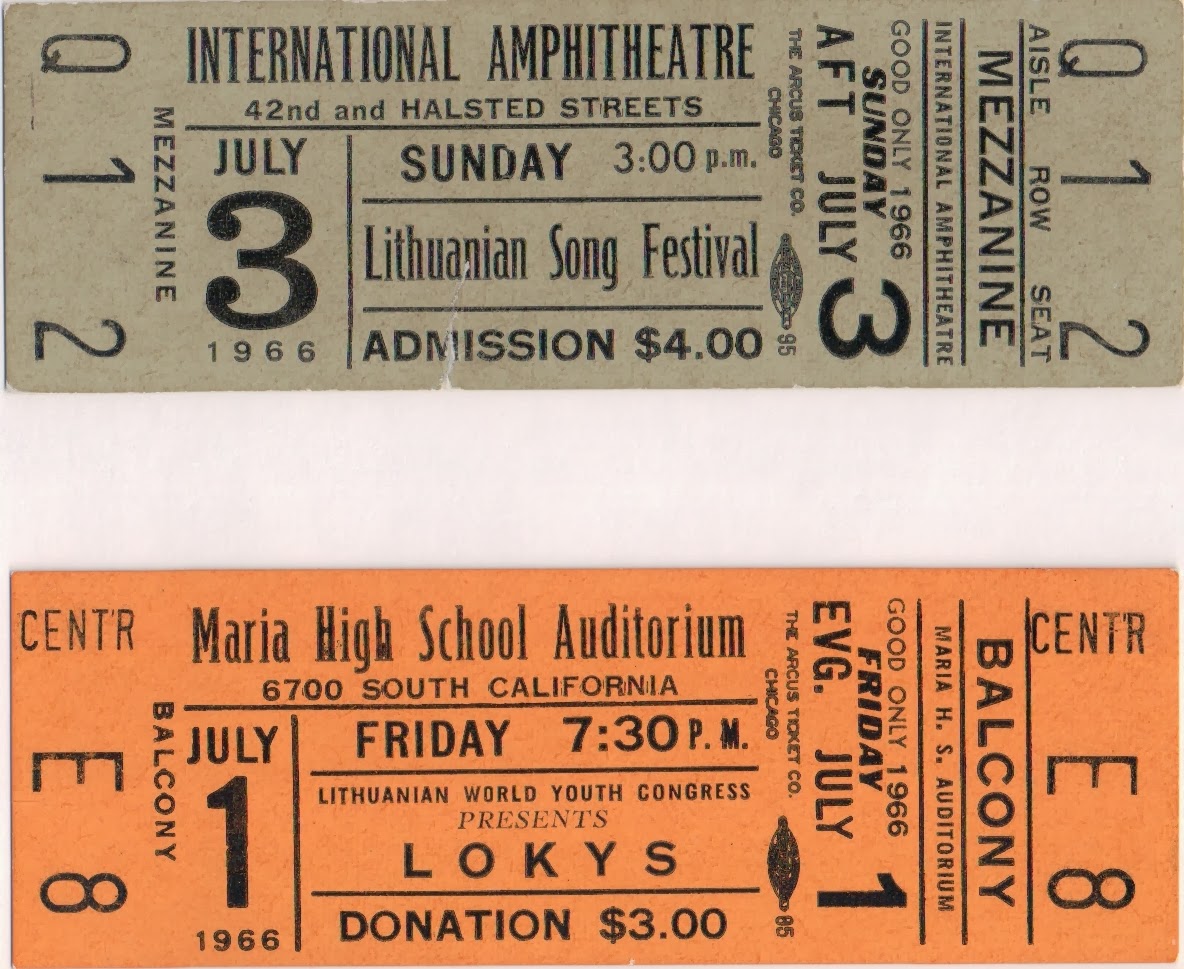 Q 1 2
MEZZANINE
INTERNATIONAL AMPHITHEATRE
42nd and HALSTED STREETS
JULY
3
1966
SUNDAY 3:00 p.m.
Lithuanian Song Festival
ADMISSION $4.00
THE ARCUS TICKET CO.
CHICAGO
95
AFT JULY 3
SUNDAY
GOOD ONLY 1966
INTERNATIONAL AMPHITHEATRE
MEZZANINE
AISLE ROW SEAT
Q 1 2
CENT'R
E 8
BALCONY
Maria High School Auditorium
6700 SOUTH CALIFORNIA
JULY
1
1966
FRIDAY 7:30 P. M.
LITHUANIAN WORLD YOUTH CONGRESS
PRESENTS
LOKYS
DONATION $3.00
THE ARCUS TICKET CO.
CHICAGO
EVG. JULY 1
FRIDAY
GOOD ONLY 1966
MARIA H. S. AUDITORIUM
BALCONY
CENT'R
E 8